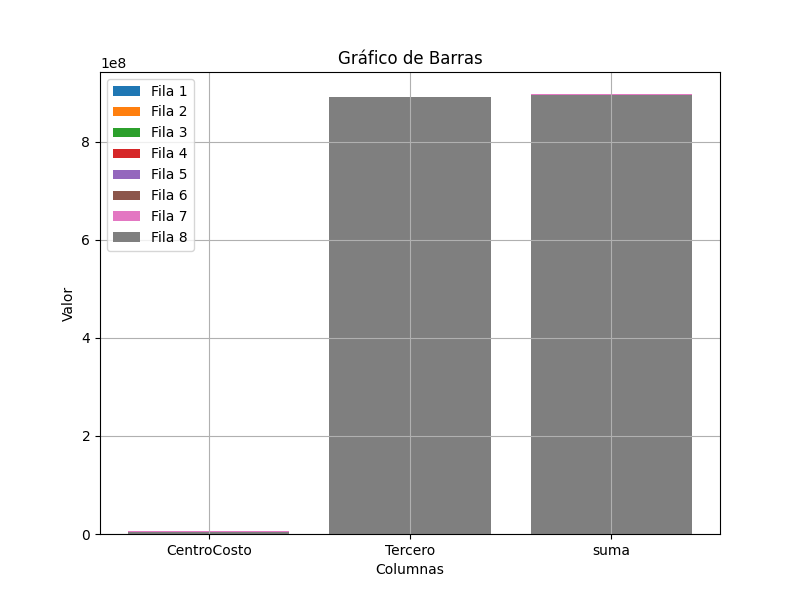 Gráfico de Barras
1e8
Fila 1
Fila 2
Fila 3
Fila 4
Fila 5
Fila 6
Fila 7
Fila 8
8
6
4
2
0
Valor
CentroCosto Tercero suma
Columnas